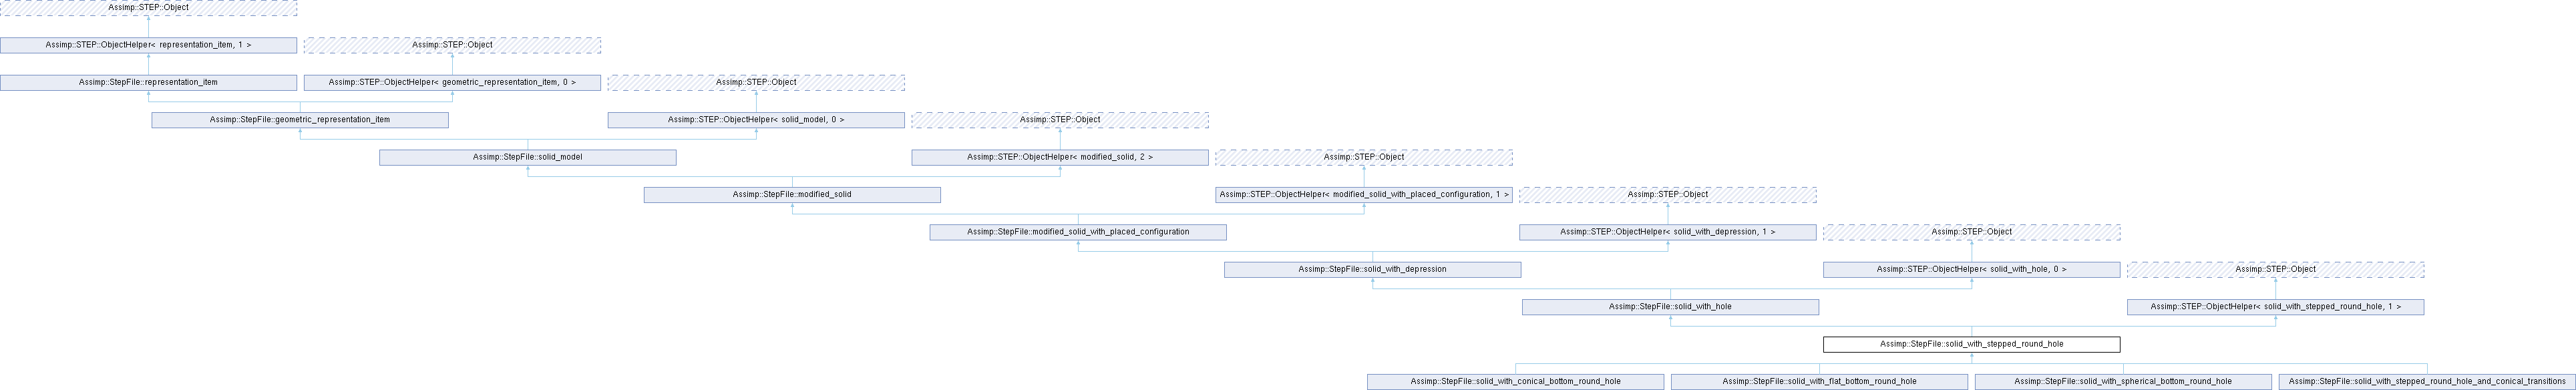 Assimp::STEP::Object
Assimp::STEP::ObjectHelper< representation_item, 1 >
Assimp::STEP::Object
Assimp::StepFile::representation_item
Assimp::STEP::ObjectHelper< geometric_representation_item, 0 >
Assimp::STEP::Object
Assimp::StepFile::geometric_representation_item
Assimp::STEP::ObjectHelper< solid_model, 0 >
Assimp::STEP::Object
Assimp::StepFile::solid_model
Assimp::STEP::ObjectHelper< modified_solid, 2 >
Assimp::STEP::Object
Assimp::StepFile::modified_solid
Assimp::STEP::ObjectHelper< modified_solid_with_placed_configuration, 1 >
Assimp::STEP::Object
Assimp::StepFile::modified_solid_with_placed_configuration
Assimp::STEP::ObjectHelper< solid_with_depression, 1 >
Assimp::STEP::Object
Assimp::StepFile::solid_with_depression
Assimp::STEP::ObjectHelper< solid_with_hole, 0 >
Assimp::STEP::Object
Assimp::StepFile::solid_with_hole
Assimp::STEP::ObjectHelper< solid_with_stepped_round_hole, 1 >
Assimp::StepFile::solid_with_stepped_round_hole
Assimp::StepFile::solid_with_conical_bottom_round_hole
Assimp::StepFile::solid_with_flat_bottom_round_hole
Assimp::StepFile::solid_with_spherical_bottom_round_hole
Assimp::StepFile::solid_with_stepped_round_hole_and_conical_transitions